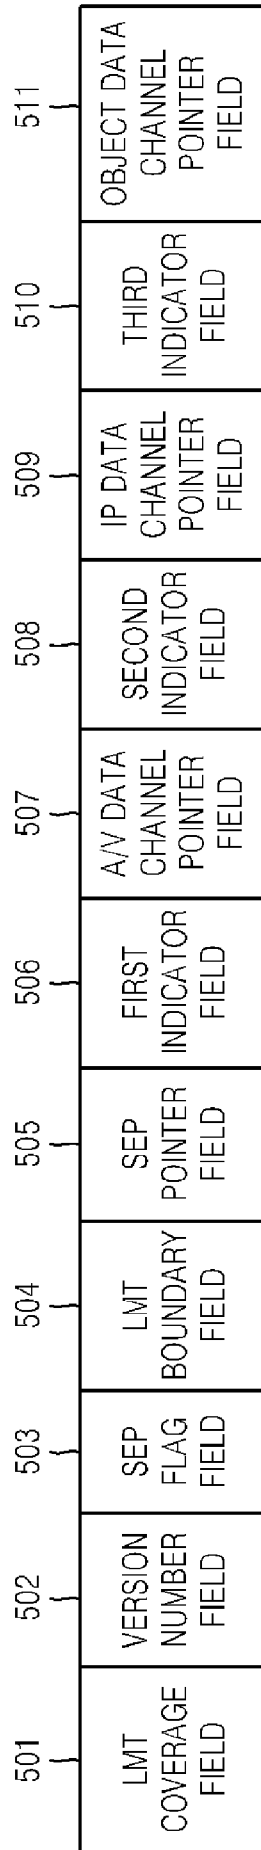 501
LMT
COVERAGE
FIELD
502
VERSION
NUMBER
FIELD
503
SEP
FLAG
FIELD
504
LMT
BOUNDARY
FIELD
505
SEP
POINTER
FIELD
506
FIRST
INDICATOR
FIELD
507
A/V DATA
CHANNEL
POINTER
FIELD
508
SECOND
INDICATOR
FIELD
509
IP DATA
CHANNEL
POINTER
FIELD
510
THIRD
INDICATOR
FIELD
511
OBJECT DATA
CHANNEL
POINTER
FIELD